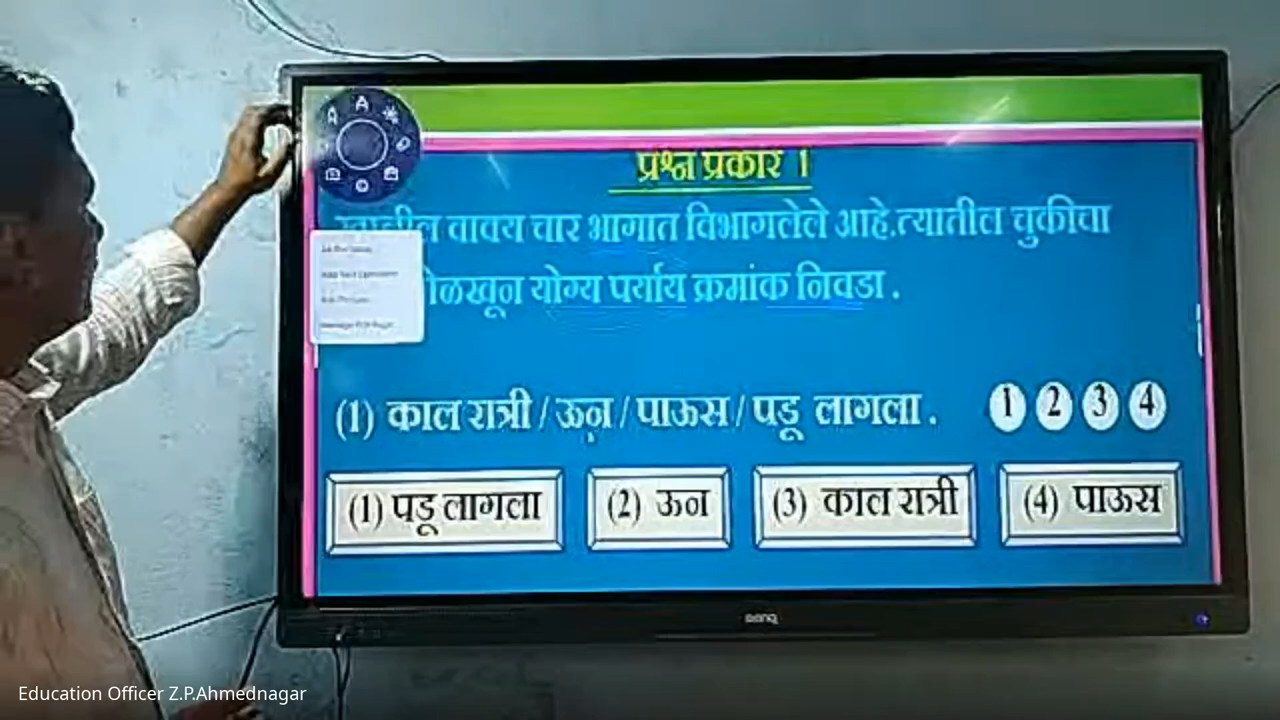 प्रश्न प्रकार 1
वाक्य चार भागात विभागलेले आहे.त्यातील चुकीचा
योग्य पर्याय क्रमांक निवडा .
(1) काल रात्री / ऊन / पाऊस / पडू लागला . 1 2 3 4
(1) पडू लागला (2) ऊन (3) काल रात्री (4) पाऊस
BenQ
Education Officer Z.P.Ahmednagar